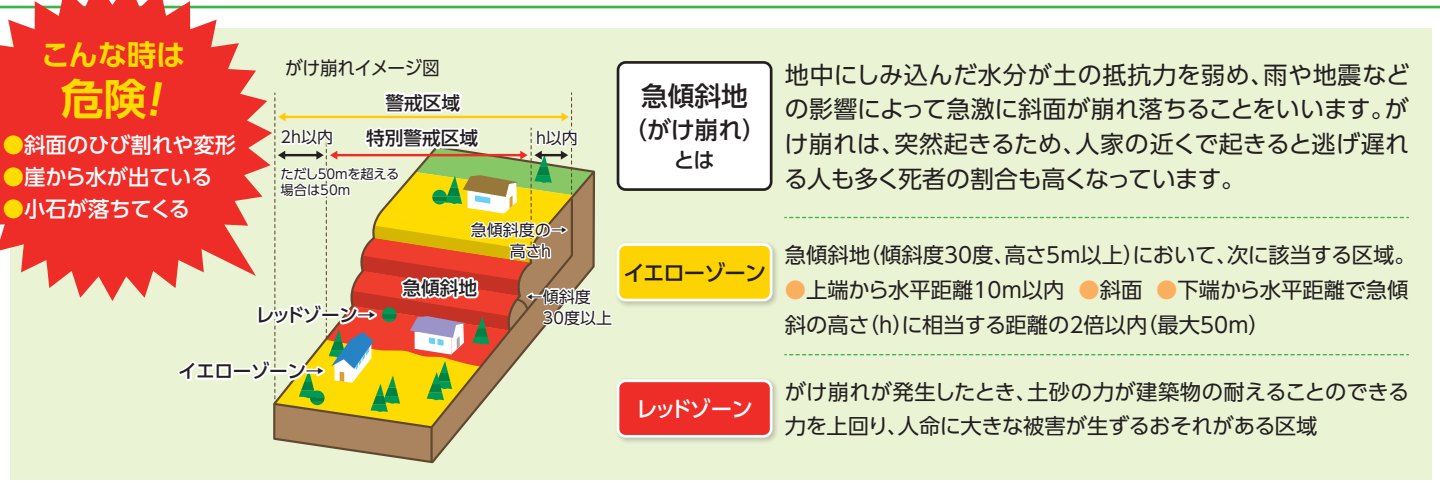 こんな時は
危険!
●斜面のひび割れや変形
●崖から水が出ている
●小石が落ちてくる
がけ崩れイメージ図
警戒区域
2h以内
特別警戒区域
h以内
ただし50mを超える
場合は50m
急傾斜度の→
高さh
急傾斜地
←傾斜度
30度以上
レッドゾーン→
イエローゾーン→
急傾斜地
(がけ崩れ)
とは
地中にしみ込んだ水分が土の抵抗力を弱め、雨や地震など
の影響によって急激に斜面が崩れ落ちることをいいます。が
け崩れは、突然起きるため、人家の近くで起きると逃げ遅れ
る人も多く死者の割合も高くなっています。
イエローゾーン
急傾斜地(傾斜度30度、高さ5m以上)において、次に該当する区域。
●上端から水平距離10m以内 ●斜面 ●下端から水平距離で急傾
斜の高さ(h)に相当する距離の2倍以内(最大50m)
レッドゾーン
がけ崩れが発生したとき、土砂の力が建築物の耐えることのできる
力を上回り、人命に大きな被害が生ずるおそれがある区域